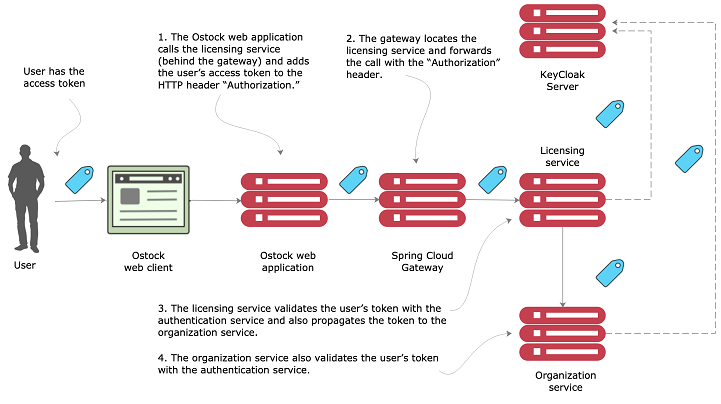 1. The Ostock web application
calls the licensing service
(behind the gateway) and adds
the user’s access token to the
HTTP header “Authorization.”
2. The gateway locates the
licensing service and forwards
the call with the “Authorization”
header.
KeyCloak
Server
User has the
access token
Licensing
service
User
Ostock
web client
Ostock web
application
Spring Cloud
Gateway
3. The licensing service validates the user’s token with the
authentication service and also propagates the token to the
organization service.
4. The organization service also validates the user’s token
with the authentication service.
Organization
service